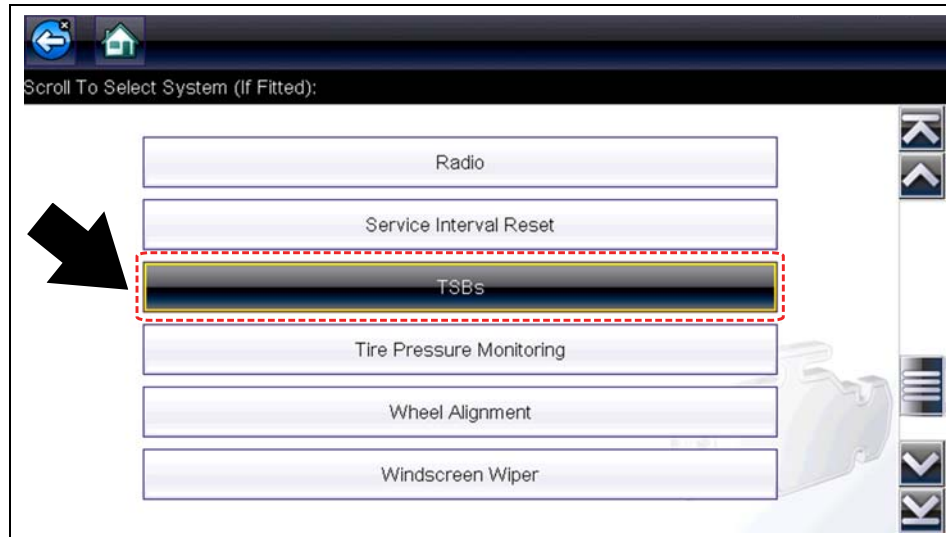 Scroll To Select System (If Fitted):
Radio
Service Interval Reset
TSBs
Tire Pressure Monitoring
Wheel Alignment
Windscreen Wiper